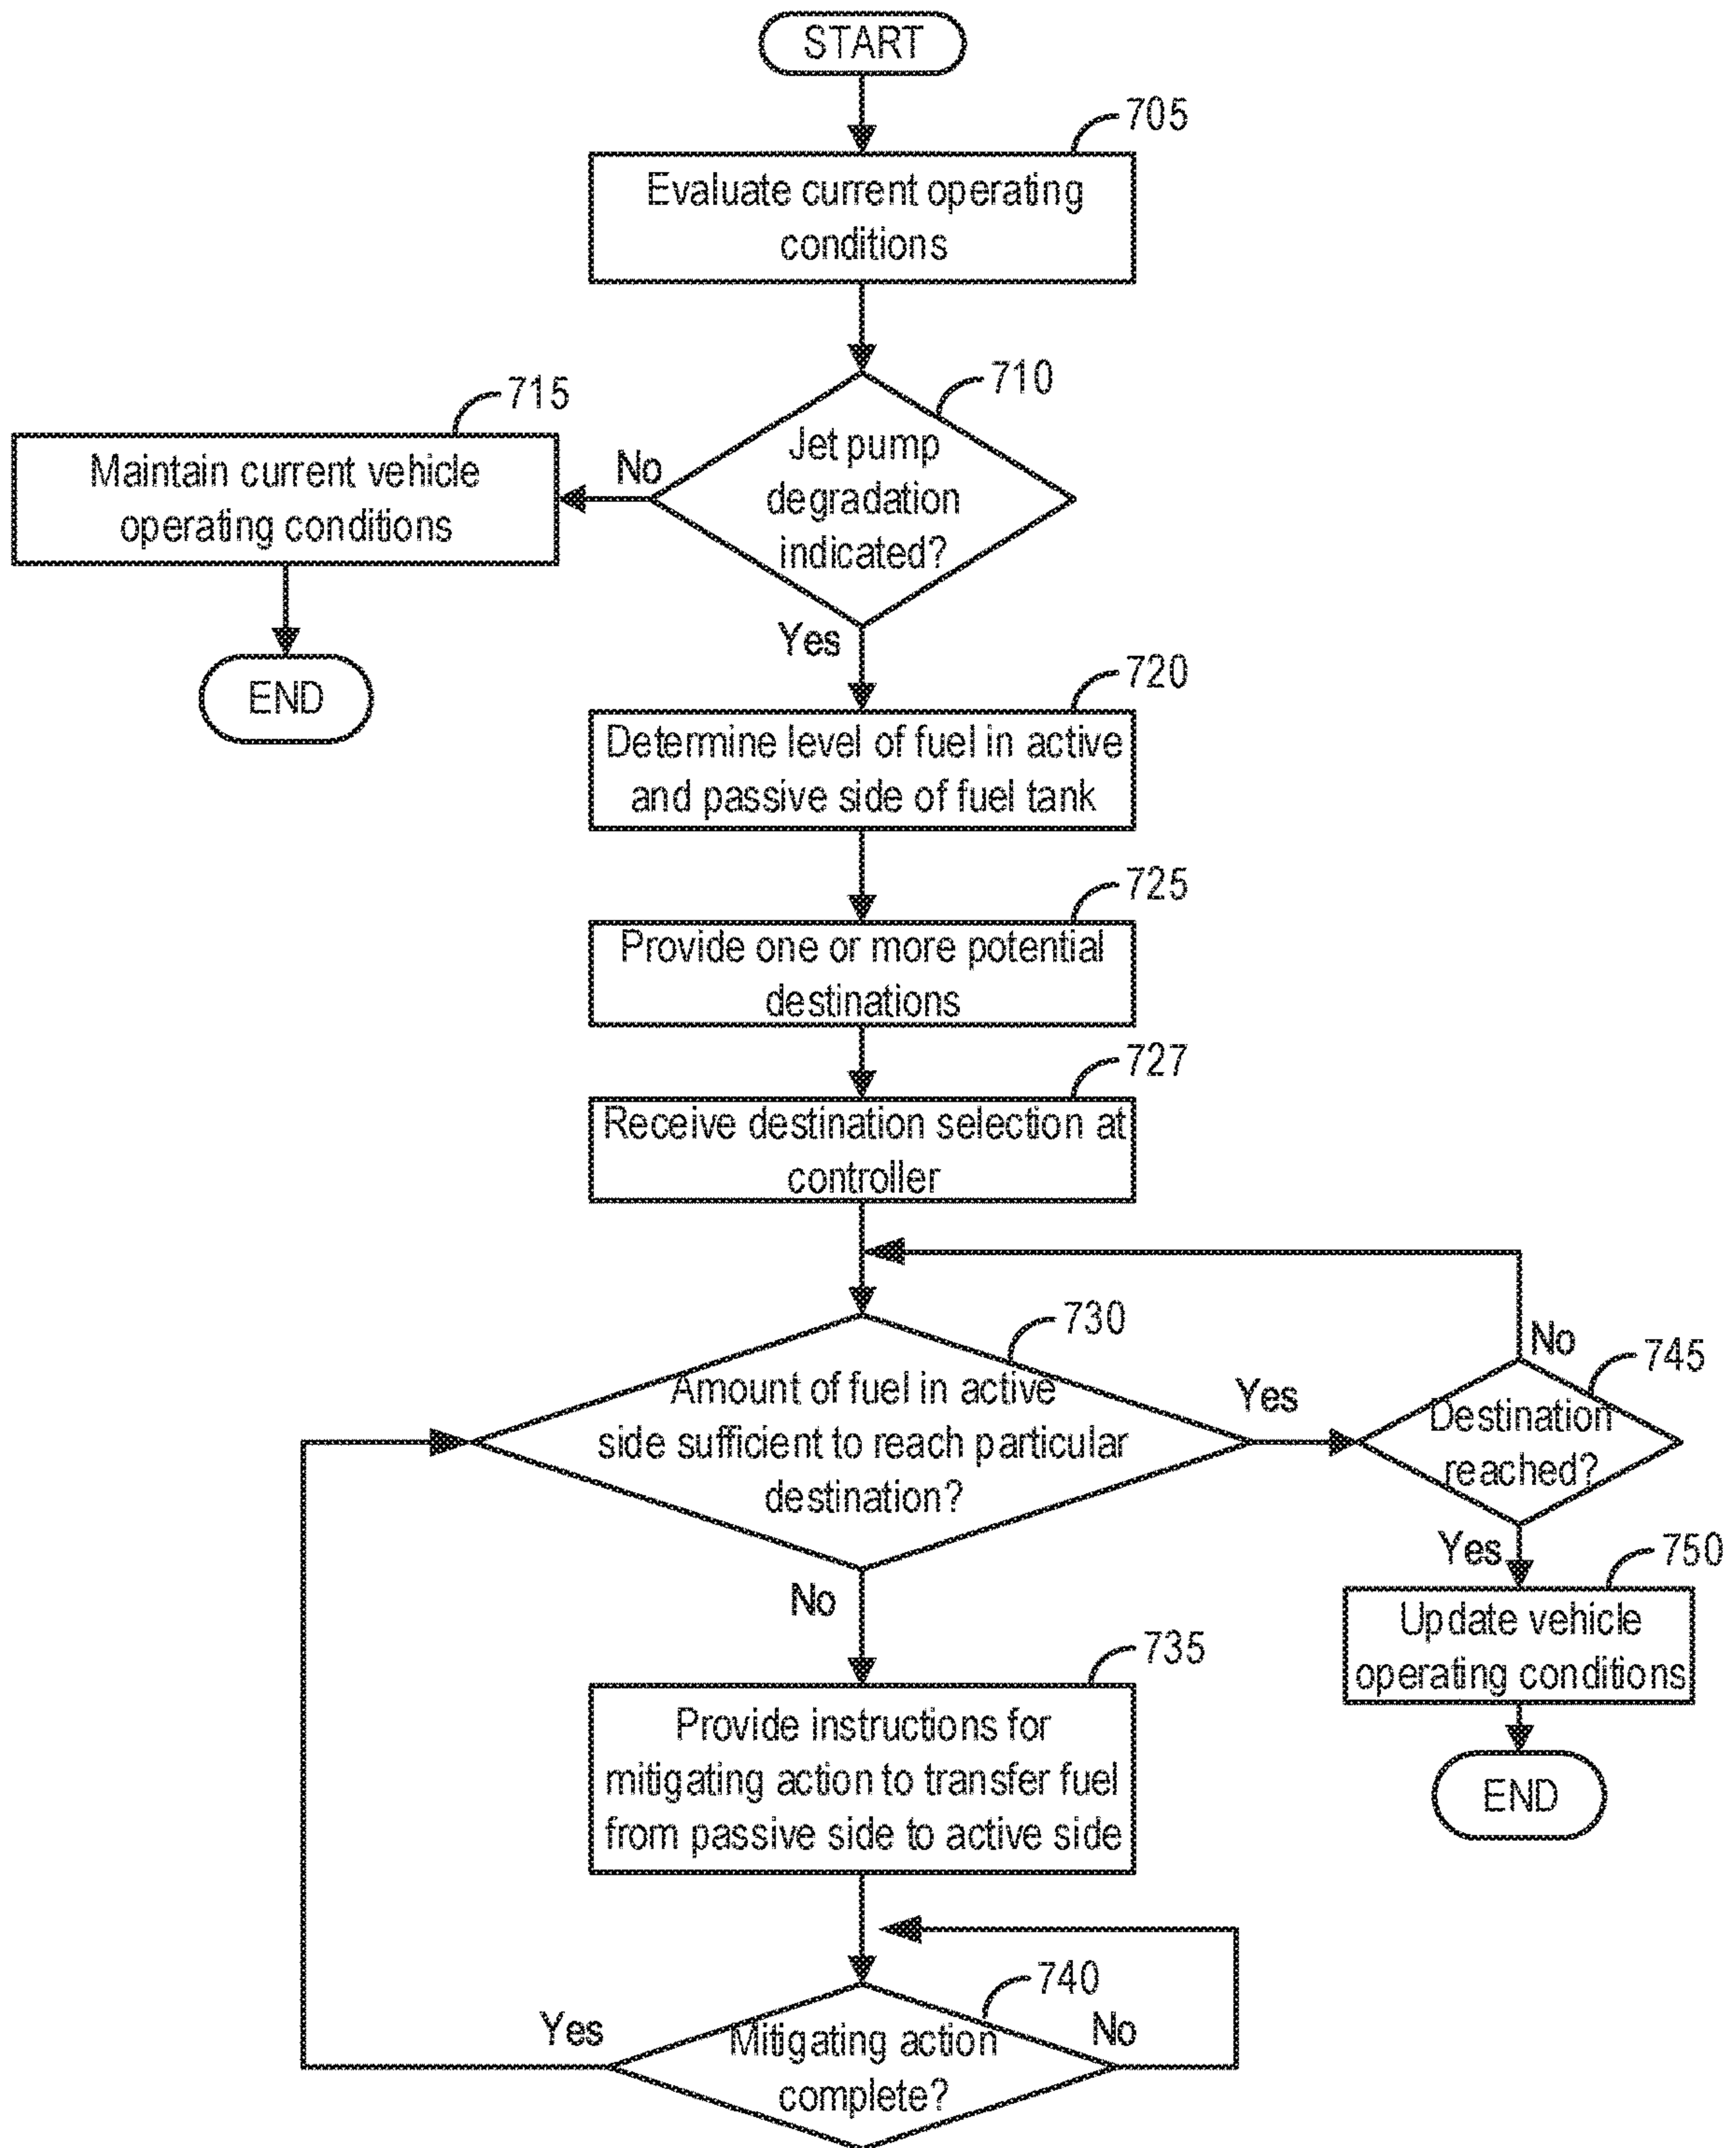 START
705
Evaluate current operating
conditions
710
Jet pump
degradation
indicated?
No
715
Maintain current vehicle
operating conditions
END
Yes
720
Determine level of fuel in active
and passive side of fuel tank
725
Provide one or more potential
destinations
727
Receive destination selection at
controller
730
Amount of fuel in active
side sufficient to reach particular
destination?
Yes
No
745
Destination
reached?
Yes
750
Update vehicle
operating conditions
END
No
735
Provide instructions for
mitigating action to transfer fuel
from passive side to active side
740
Yes
Mitigating action
complete?
No